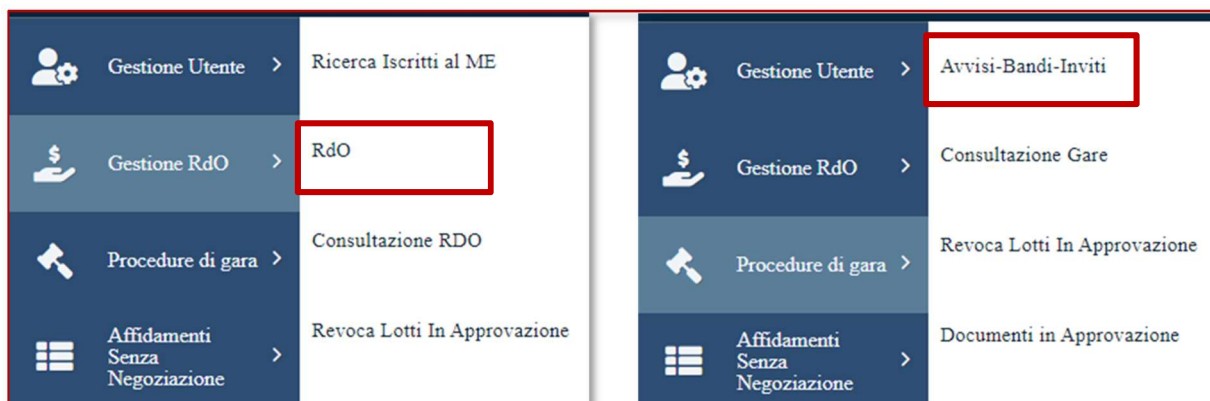 Gestione Utente
Ricerca Iscritti al ME
Gestione RdO
RdO
Procedure di gara
Consultazione RDO
Affidamenti
Senza
Negoziazione
Revoca Lotti In Approvazione
Gestione Utente
Avvisi-Bandi-Inviti
Gestione RdO
Consultazione Gare
Procedure di gara
Revoca Lotti In Approvazione
Affidamenti
Senza
Negoziazione
Documenti in Approvazione